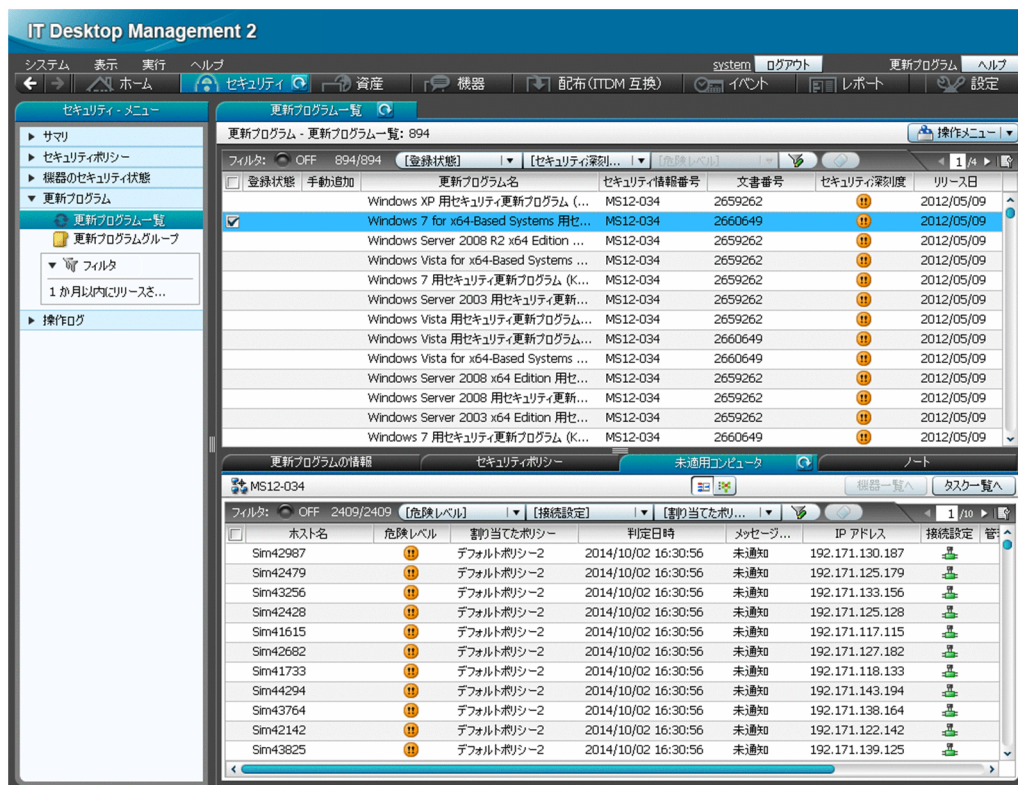 IT Desktop Management 2
システム 表示 実行 ヘルプ system ログアウト 更新プログラム ヘルプ
ホーム セキュリティ 資産 機器 配布(ITDM 互換) イベント レポート 設定
セキュリティ - メニュー
サマリ
セキュリティポリシー
機器のセキュリティ状態
更新プログラム
更新プログラム一覧
更新プログラムグループ
フィルタ
1 か月以内にリリースさ...
操作ログ
更新プログラム一覧
更新プログラム - 更新プログラム一覧: 894 操作メニュー
フィルタ: OFF 894/894 [登録状態] [セキュリティ深刻... [危険レベル] 1 /4
登録状態 手動追加 更新プログラム名 セキュリティ情報番号 文書番号 セキュリティ深刻度 リリース日
Windows XP 用セキュリティ更新プログラム (... MS12-034 2659262 2012/05/09
Windows 7 for x64-Based Systems 用セ... MS12-034 2660649 2012/05/09
Windows Server 2008 R2 x64 Edition ... MS12-034 2659262 2012/05/09
Windows Vista for x64-Based Systems ... MS12-034 2659262 2012/05/09
Windows 7 用セキュリティ更新プログラム (K... MS12-034 2659262 2012/05/09
Windows Server 2003 用セキュリティ更新... MS12-034 2659262 2012/05/09
Windows Vista 用セキュリティ更新プログラム... MS12-034 2659262 2012/05/09
Windows Vista 用セキュリティ更新プログラム... MS12-034 2660649 2012/05/09
Windows Vista for x64-Based Systems ... MS12-034 2660649 2012/05/09
Windows Server 2008 x64 Edition 用セ... MS12-034 2659262 2012/05/09
Windows Server 2008 用セキュリティ更新... MS12-034 2659262 2012/05/09
Windows Server 2003 x64 Edition 用セ... MS12-034 2659262 2012/05/09
Windows 7 用セキュリティ更新プログラム (K... MS12-034 2660649 2012/05/09
更新プログラムの情報 セキュリティポリシー 未適用コンピュータ ノート
MS12-034 機器一覧へ タスク一覧へ
フィルタ: OFF 2409/2409 [危険レベル] [接続設定] [割り当てたポリ... 1 /10
ホスト名 危険レベル 割り当てたポリシー 判定日時 メッセージ... IP アドレス 接続設定 管
Sim42987 デフォルトポリシー2 2014/10/02 16:30:56 未通知 192.171.130.187
Sim42479 デフォルトポリシー2 2014/10/02 16:30:56 未通知 192.171.125.179
Sim43256 デフォルトポリシー2 2014/10/02 16:30:56 未通知 192.171.133.156
Sim42428 デフォルトポリシー2 2014/10/02 16:30:56 未通知 192.171.125.128
Sim41615 デフォルトポリシー2 2014/10/02 16:30:56 未通知 192.171.117.115
Sim42682 デフォルトポリシー2 2014/10/02 16:30:56 未通知 192.171.127.182
Sim41733 デフォルトポリシー2 2014/10/02 16:30:56 未通知 192.171.118.133
Sim44294 デフォルトポリシー2 2014/10/02 16:30:56 未通知 192.171.143.194
Sim43764 デフォルトポリシー2 2014/10/02 16:30:56 未通知 192.171.138.164
Sim42142 デフォルトポリシー2 2014/10/02 16:30:56 未通知 192.171.122.142
Sim43825 デフォルトポリシー2 2014/10/02 16:30:56 未通知 192.171.139.125